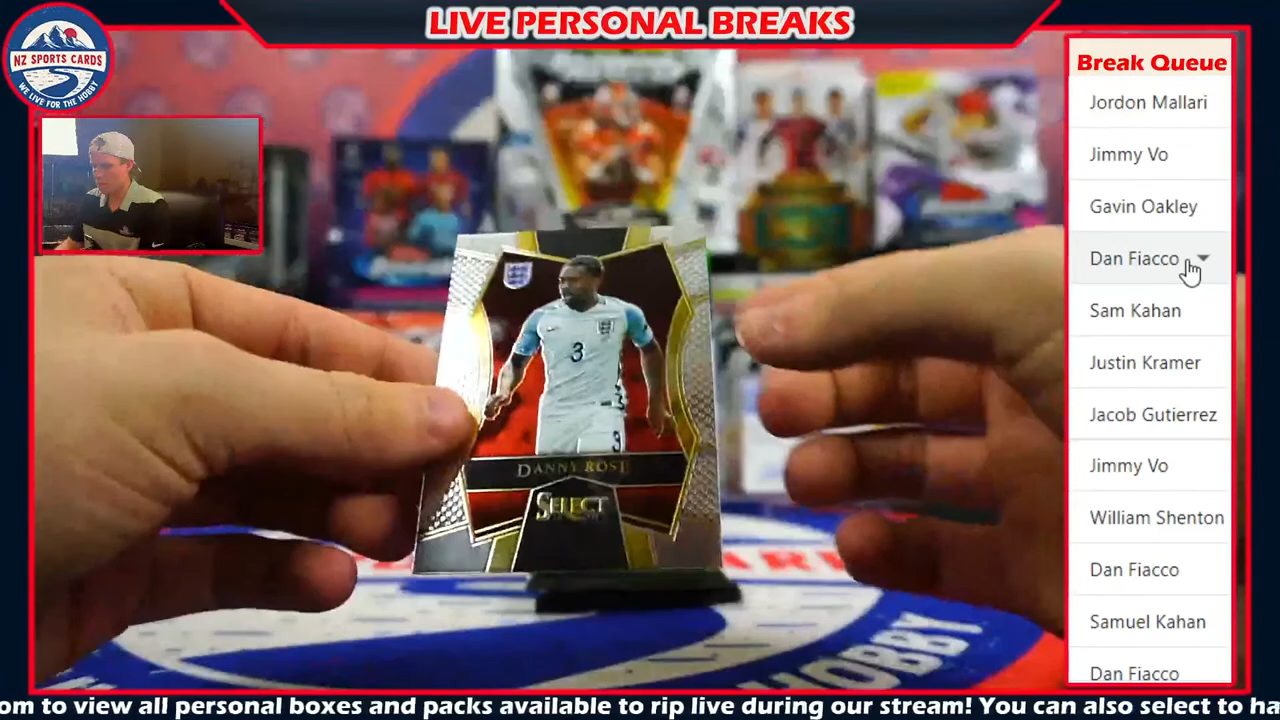 LIVE PERSONAL BREAKS
NZ SPORTS CARDS
WE LIVE FOR THE HOBBY
Break Queue
Jordon Mallari
Jimmy Vo
Gavin Oakley
Dan Fiacco
Sam Kahan
Justin Kramer
Jacob Gutierrez
Jimmy Vo
William Shenton
Dan Fiacco
Samuel Kahan
Dan Fiacco
3
3
DANNY ROSE
SELECT
HOBBY
om to view all personal boxes and packs available to rip live during our stream! You can also select to ha